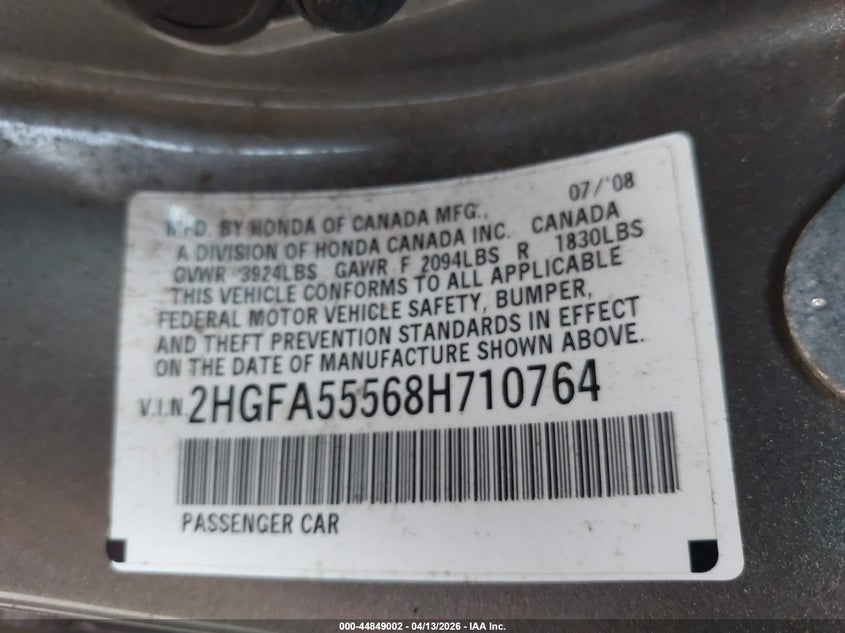 07/'08
MFD. BY HONDA OF CANADA MFG.,
A DIVISION OF HONDA CANADA INC. CANADA
GVWR 3924LBS GAWR F 2094LBS R 1830LBS
THIS VEHICLE CONFORMS TO ALL APPLICABLE
FEDERAL MOTOR VEHICLE SAFETY, BUMPER,
AND THEFT PREVENTION STANDARDS IN EFFECT
ON THE DATE OF MANUFACTURE SHOWN ABOVE.
V.I.N. 2HGFA55568H710764
PASSENGER CAR
000-44849002 - 04/13/2026 - IAA Inc.